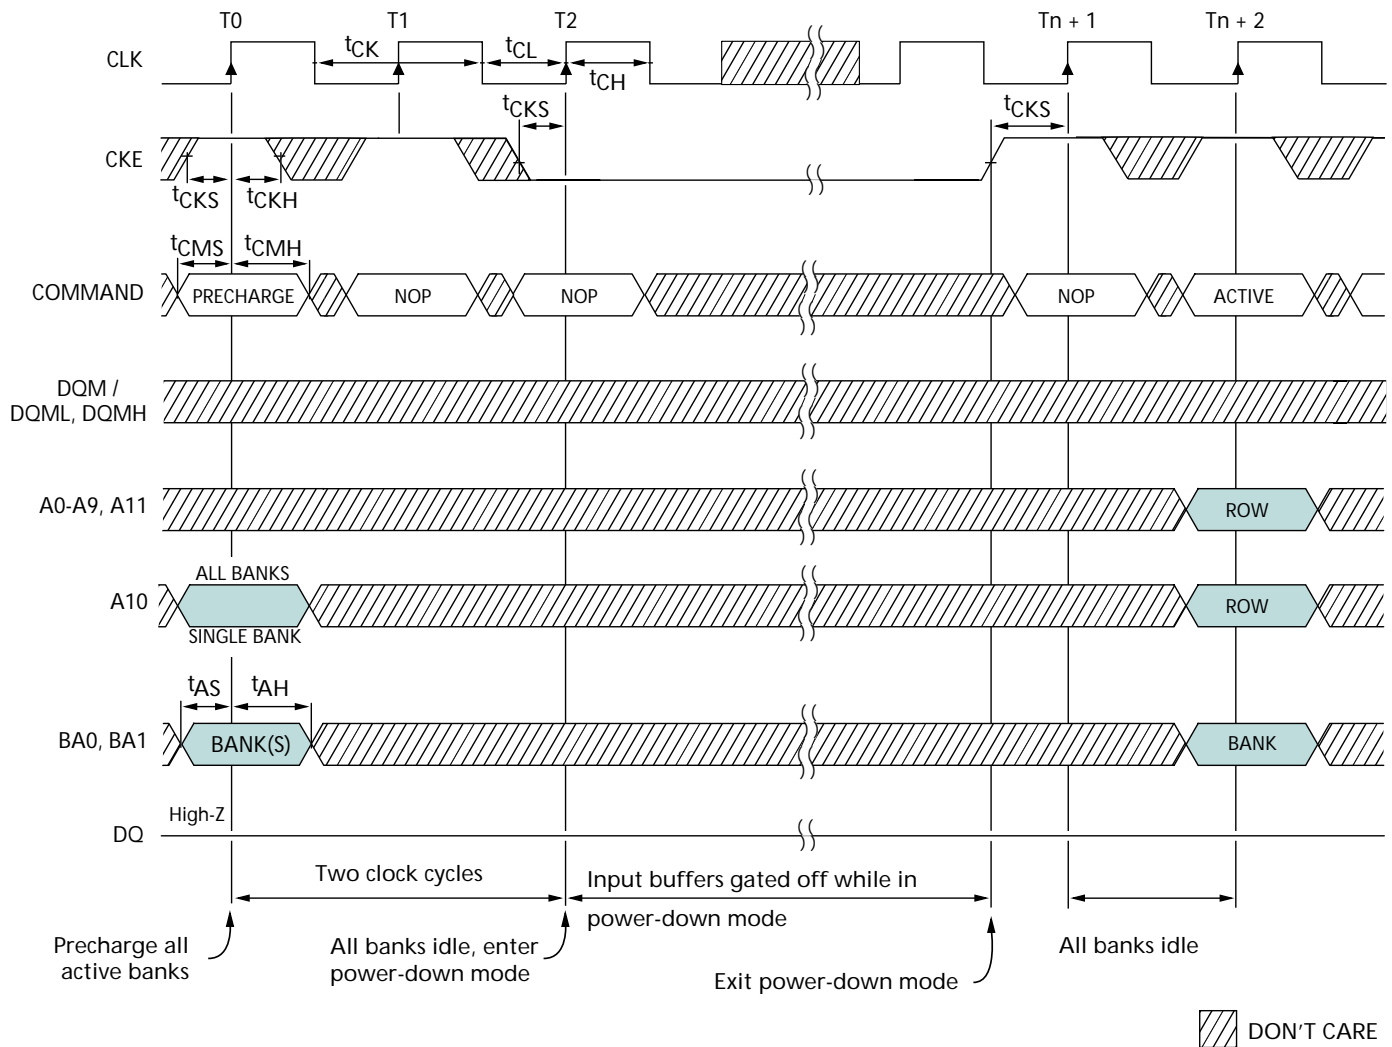 T0
T1
T2
Tn + 1
Tn + 2
CLK
tCK
tCL
tCH
tCKS
tCKS
CKE
tCKS
tCKH
tCMS
tCMH
COMMAND
PRECHARGE
NOP
NOP
NOP
ACTIVE
DQM /
DQML, DQMH
A0-A9, A11
ROW
ALL BANKS
A10
ROW
SINGLE BANK
tAS
tAH
BA0, BA1
BANK(S)
BANK
High-Z
DQ
Two clock cycles
Input buffers gated off while in
power-down mode
Precharge all
active banks
All banks idle, enter
power-down mode
Exit power-down mode
All banks idle
DON'T CARE